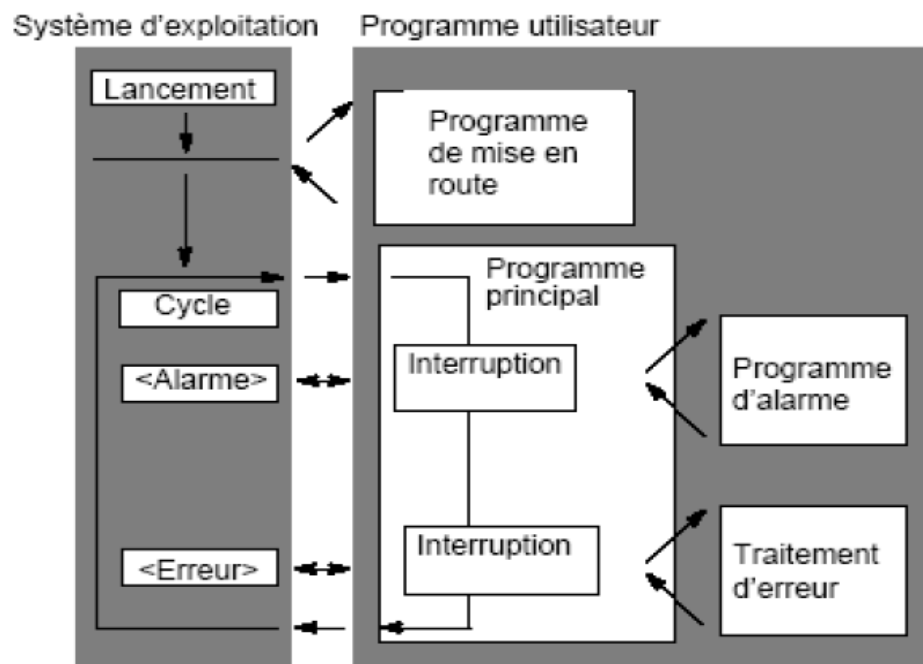 Système d'exploitation
Programme utilisateur
Lancement
Programme
de mise en
route
Programme
principal
Cycle
Interruption
<Alarme>
Programme
d'alarme
Interruption
<Erreur>
Traitement
d'erreur